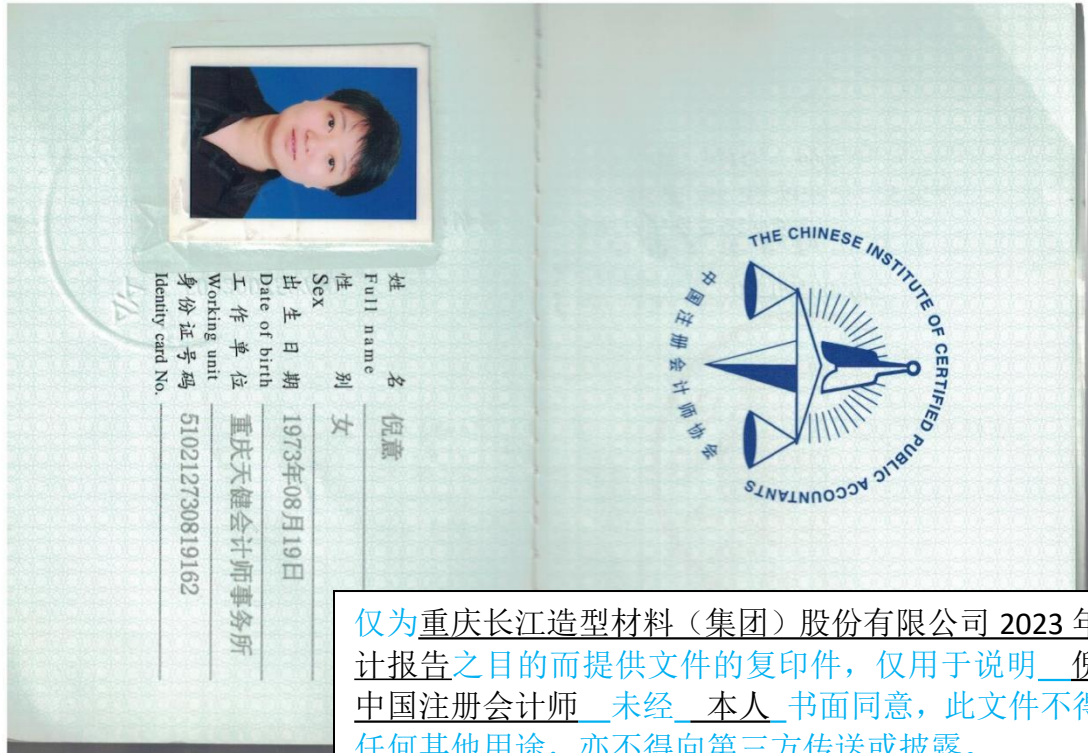 姓 名 倪意
Full name
性 别 女
Sex
出 生 日 期 1973年08月19日
Date of birth
工 作 单 位 重庆天健会计师事务所
Working unit
身份证号码 510212730819162
Identity card No.
THE CHINESE INSTITUTE OF CERTIFIED PUBLIC ACCOUNTANTS
中国注册会计师协会
仅为重庆长江造型材料（集团）股份有限公司 2023 年
计报告之目的而提供文件的复印件，仅用于说明
中国注册会计师 未经 本人 书面同意，此文件不得
任何其他用途，亦不得向第三方传送或披露。